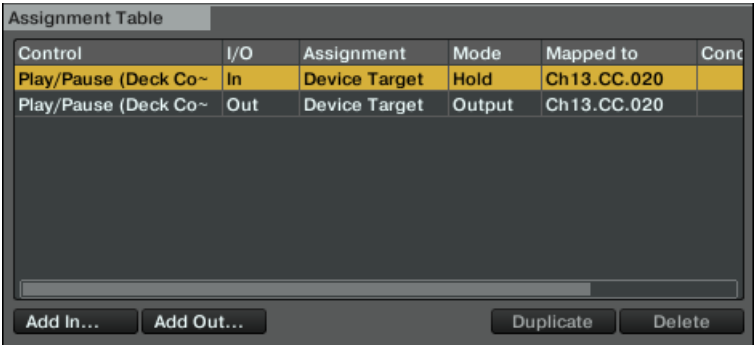 Assignment Table
Control I/O Assignment Mode Mapped to Cond
Play/Pause (Deck Co~ In Device Target Hold Ch13.CC.020
Play/Pause (Deck Co~ Out Device Target Output Ch13.CC.020
Add In... Add Out... Duplicate Delete